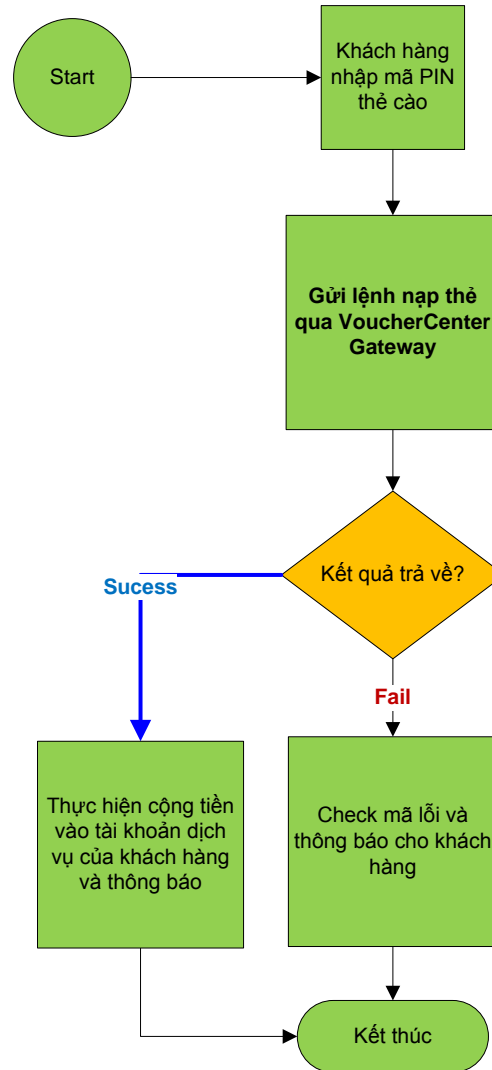 Start
Khách hàng
nhập mã PIN
thẻ cào
Gửi lệnh nạp thẻ
qua VoucherCenter
Gateway
Kết quả trả về?
Sucess
Fail
Thực hiện cộng tiền
vào tài khoản dịch
vụ của khách hàng
và thông báo
Check mã lỗi và
thông báo cho khách
hàng
Kết thúc